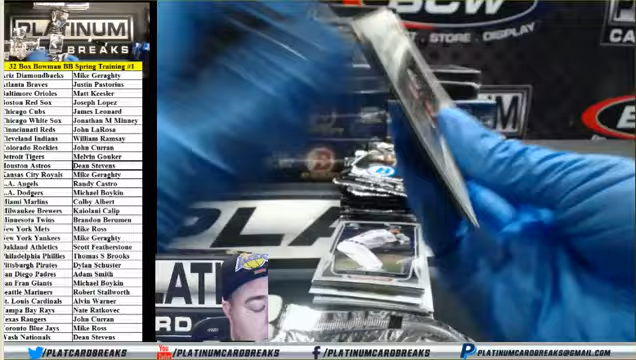 PLATINUM
BREAKS
32 Box Bowman BB Spring Training #1
Ariz Diamondbacks Mike Geraghty
Atlanta Braves Justin Pastorius
Baltimore Orioles Matt Keesler
Boston Red Sox Joseph Lopez
Chicago Cubs James Leonard
Chicago White Sox Jonathan M Minney
Cincinnati Reds John LaRosa
Cleveland Indians William Ramsay
Colorado Rockies John Curran
Detroit Tigers Melvin Gouker
Houston Astros Dean Stevens
Kansas City Royals Mike Geraghty
L.A. Angels Randy Castro
L.A. Dodgers Michael Boykin
Miami Marlins Colby Albert
Milwaukee Brewers Kaiolani Calip
Minnesota Twins Brandon Berumen
New York Mets Mike Ross
New York Yankees Mike Geraghty
Oakland Athletics Scott Featherstone
Philadelphia Phillies Thomas S Brooks
Pittsburgh Pirates Dylan Schuster
San Diego Padres Adam Smith
San Fran Giants Michael Boykin
Seattle Mariners Robert Stallworth
St. Louis Cardinals Alvin Warner
Tampa Bay Rays Nate Ratkover
Texas Rangers John Curran
Toronto Blue Jays Mike Ross
Wash Nationals Dean Stevens
BCW
STORE . DISPLAY
/PLATCARDBREAKS
/PLATINUMCARDBREAKS
/PLATINUMCARDBREAKS
PLATINUMCARDBREAKS@GMAIL.COM